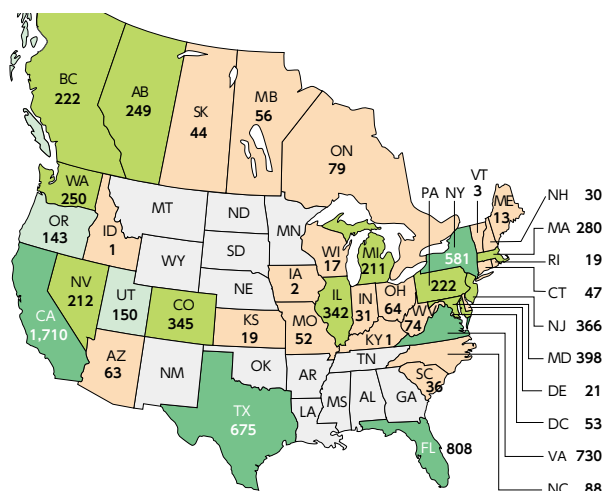 BC
222
AB
249
SK
44
MB
56
ON
79
WA
250
OR
143
ID
1
MT
ND
MN
WI
17
MI
211
PA NY VT
3
ME
13
581
NH 30
MA 280
RI 19
CT 47
NJ 366
MD 398
DE 21
DC 53
VA 730
NC 88
WY
SD
NE
IA
2
IL
342
IN
31
OH
64
222
WV
74
CA
1,710
NV
212
UT
150
CO
345
KS
19
MO
52
KY 1
AZ
63
NM
OK
AR
TN
SC
36
TX
675
LA
MS
AL
GA
FL 808